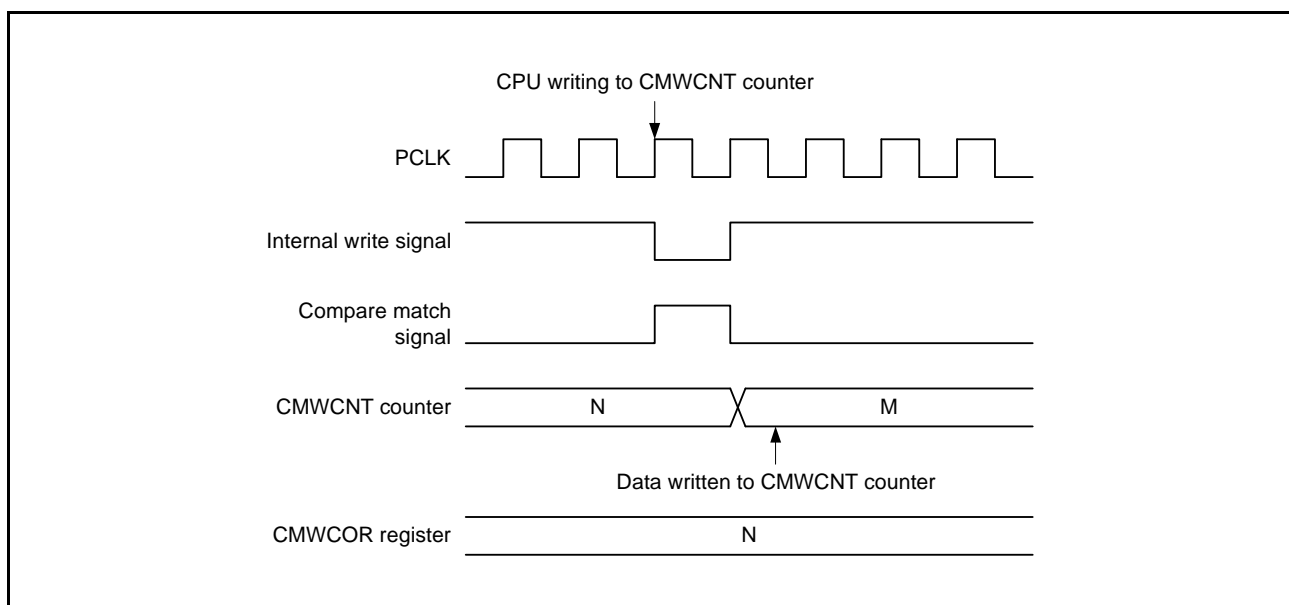 CPU writing to CMWCNT counter
PCLK
Internal write signal
Compare match
signal
CMWCNT counter
N
M
Data written to CMWCNT counter
CMWCOR register
N